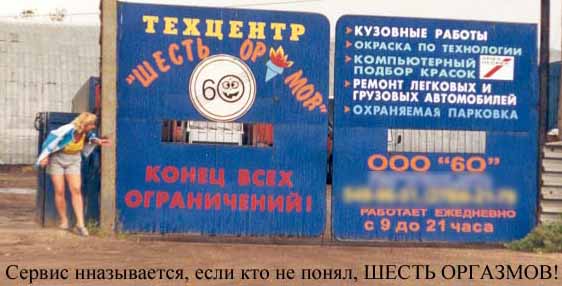 ТЕХЦЕНТР
"ШЕСТЬ ОР МОВ"
60
КОНЕЦ ВСЕХ
ОГРАНИЧЕНИЙ!
КУЗОВНЫЕ РАБОТЫ
ОКРАСКА ПО ТЕХНОЛОГИИ
КОМПЬЮТЕРНЫЙ
ПОДБОР КРАСОК
РЕМОНТ ЛЕГКОВЫХ И
ГРУЗОВЫХ АВТОМОБИЛЕЙ
ОХРАНЯЕМАЯ ПАРКОВКА
ООО "60"
РАБОТАЕТ ЕЖЕДНЕВНО
с 9 до 21 часа
Сервис нназывается, если кто не понял, ШЕСТЬ ОРГАЗМОВ!